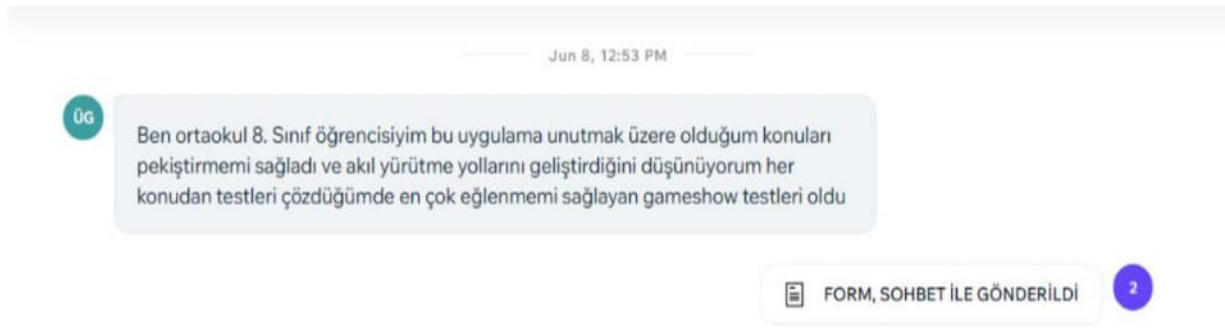 Jun 8, 12:53 PM
ÜG
Ben ortaokul 8. Sınıf öğrencisiyim bu uygulama unutmak üzere olduğum konuları
pekiştirmemi sağladı ve akıl yürütme yollarını geliştirdiğini düşünüyorum her
konudan testleri çözdüğümde en çok eğlenmemi sağlayan gameshow testleri oldu
FORM, SOHBET İLE GÖNDERİLDİ
2